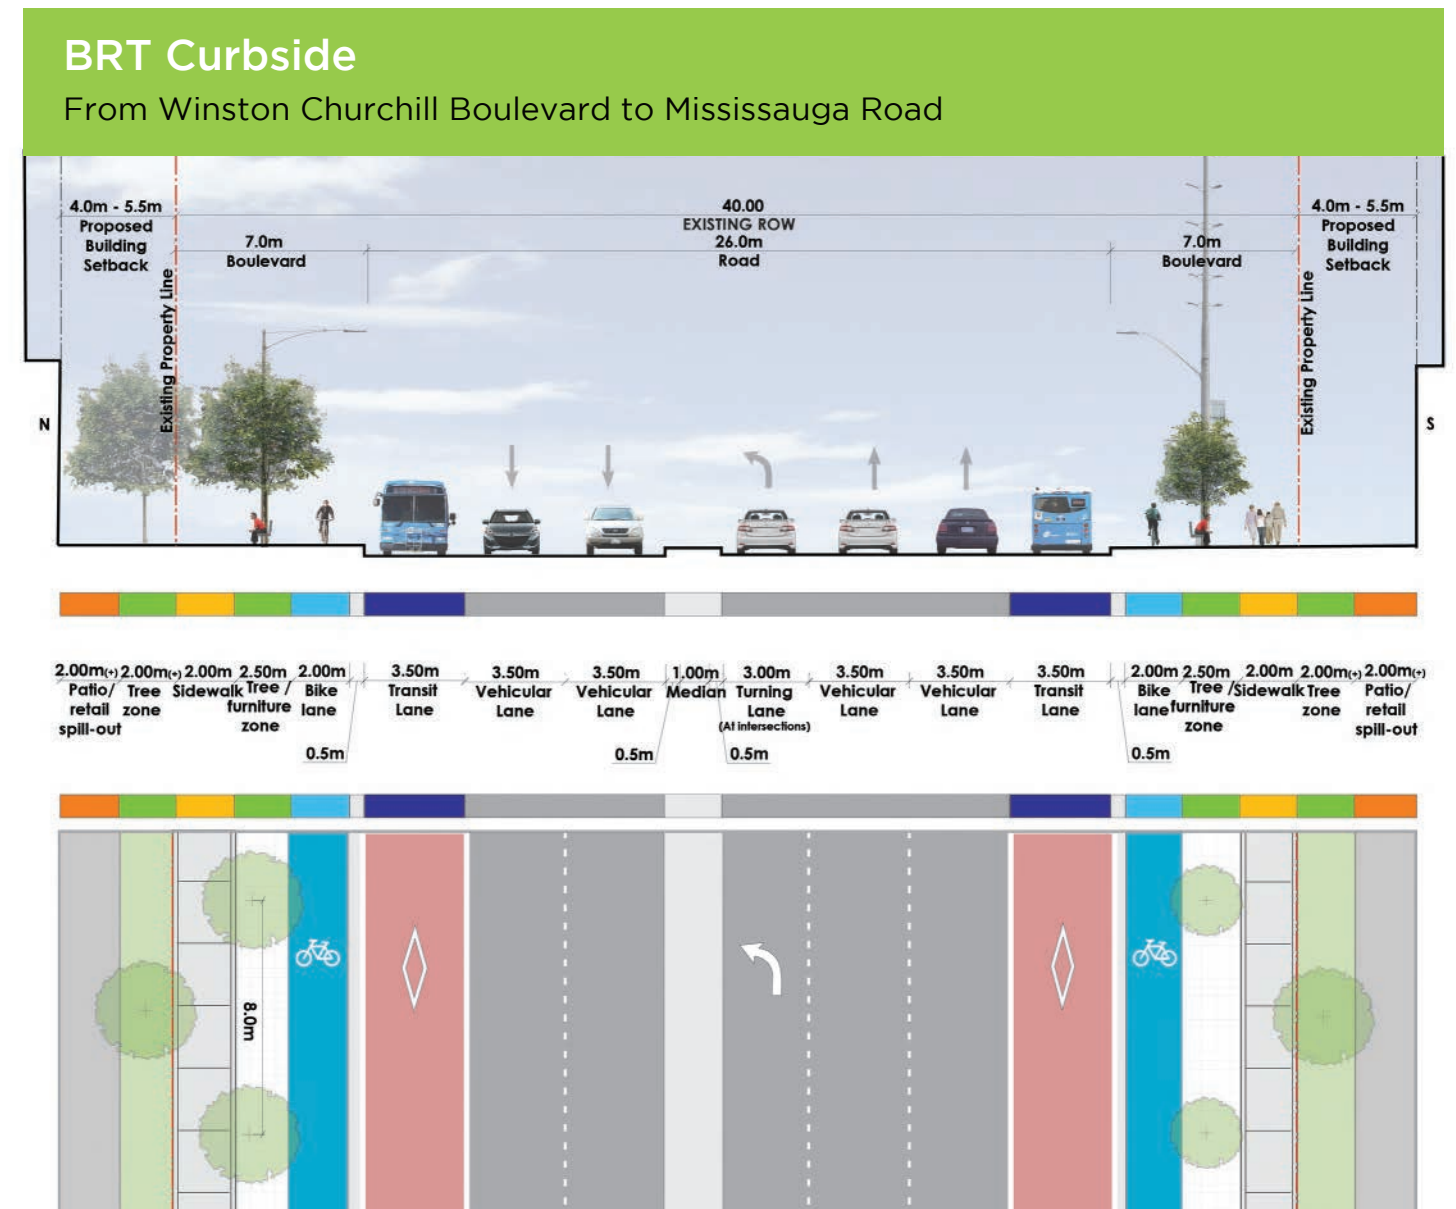 BRT Curbside
From Winston Churchill Boulevard to Mississauga Road
4.0m - 5.5m
Proposed
Building
Setback
7.0m
Boulevard
40.00
EXISTING ROW
26.0m
Road
7.0m
Boulevard
4.0m - 5.5m
Proposed
Building
Setback
Existing Property Line
Existing Property Line
N
S
2.00m(+)
Patio/
retail
spill-out
2.00m(+)
Tree
zone
2.00m
Sidewalk
2.50m
Tree /
furniture
zone
2.00m
Bike
lane
0.5m
3.50m
Transit
Lane
3.50m
Vehicular
Lane
3.50m
Vehicular
Lane
0.5m
1.00m
Median
0.5m
3.00m
Turning
Lane
(At intersections)
3.50m
Vehicular
Lane
3.50m
Vehicular
Lane
3.50m
Transit
Lane
0.5m
2.00m
Bike
lane
2.50m
Tree /
furniture
zone
2.00m
Sidewalk
2.00m(+)
Tree
zone
2.00m(+)
Patio/
retail
spill-out
8.0m